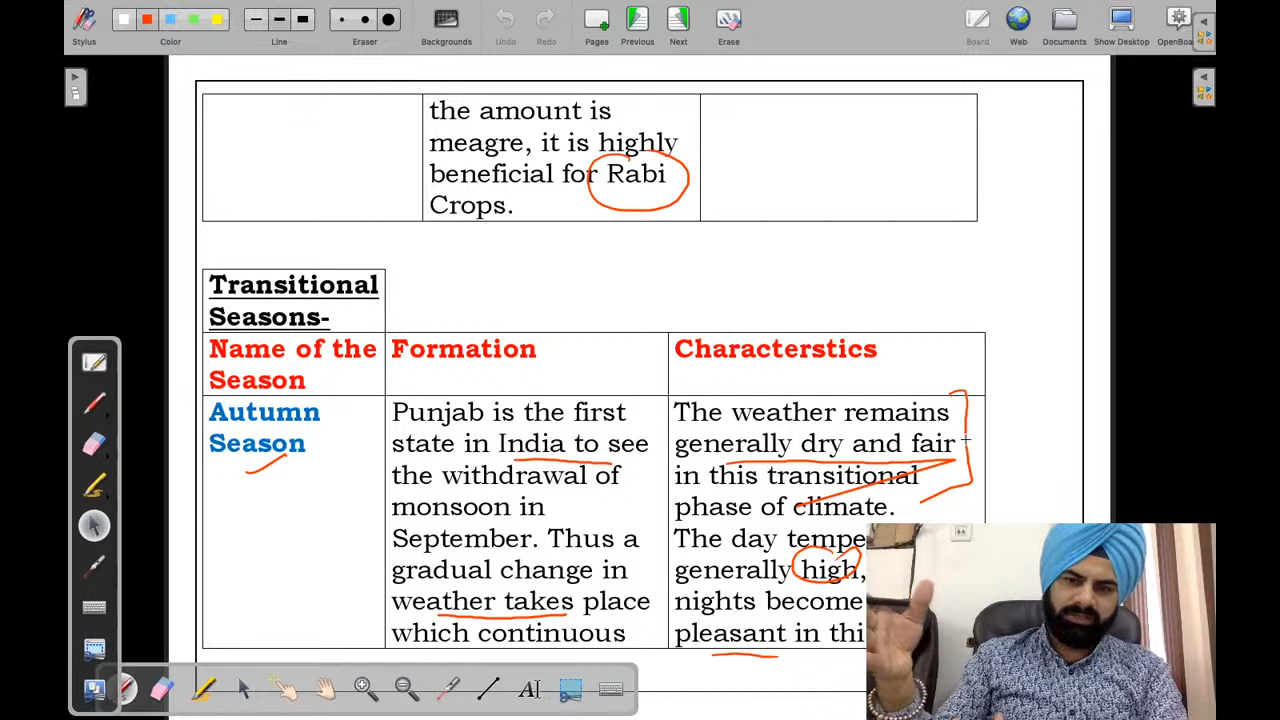 Stylus
Color
Line
Eraser
Backgrounds
Undo
Redo
Pages
Previous
Next
Erase
Board
Web
Documents
Show Desktop
the amount is
meagre, it is highly
beneficial for Rabi
Crops.
Transitional
Seasons-
Name of the
Season
Formation
Characterstics
Autumn
Season
Punjab is the first
state in India to see
the withdrawal of
monsoon in
September. Thus a
gradual change in
weather takes place
which continuous
The weather remains
generally dry and fair
in this transitional
phase of climate.
The day tempe
generally high,
nights become
pleasant in thi